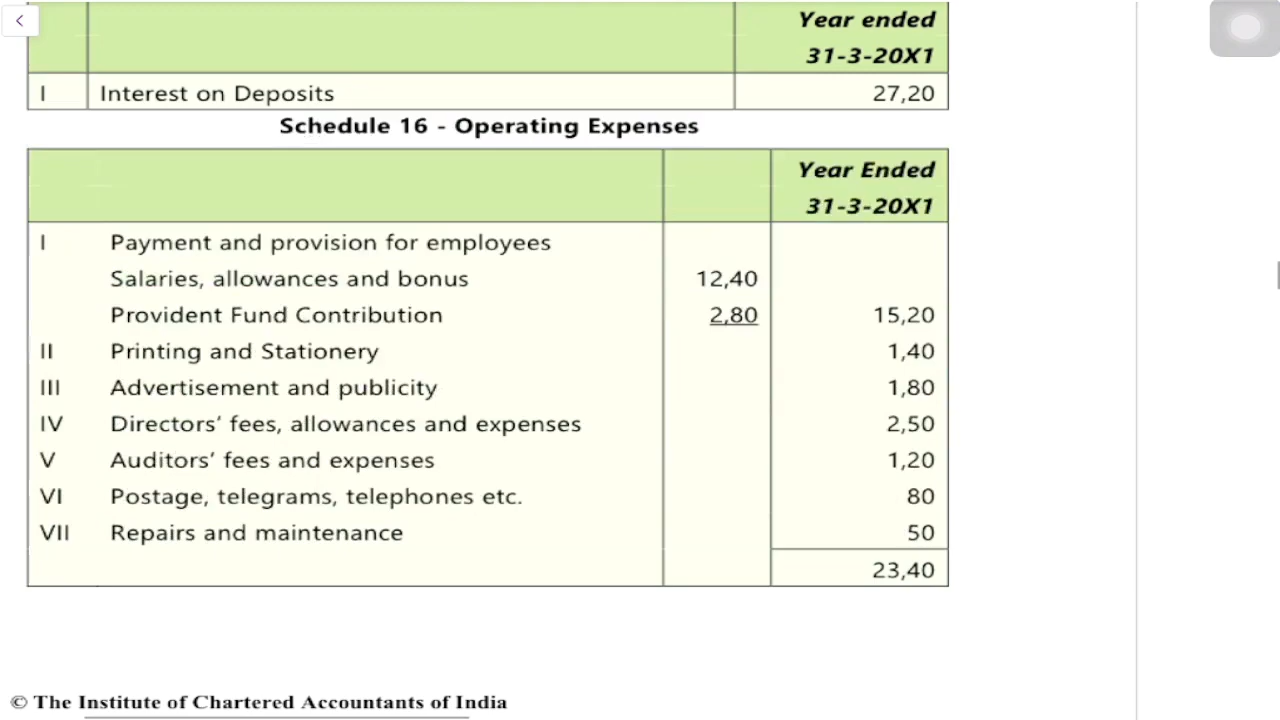 Year ended
31-3-20X1
I Interest on Deposits 27,20
Schedule 16 - Operating Expenses
Year Ended
31-3-20X1
I Payment and provision for employees
Salaries, allowances and bonus 12,40
Provident Fund Contribution 2,80 15,20
II Printing and Stationery 1,40
III Advertisement and publicity 1,80
IV Directors’ fees, allowances and expenses 2,50
V Auditors’ fees and expenses 1,20
VI Postage, telegrams, telephones etc. 80
VII Repairs and maintenance 50
23,40
© The Institute of Chartered Accountants of India